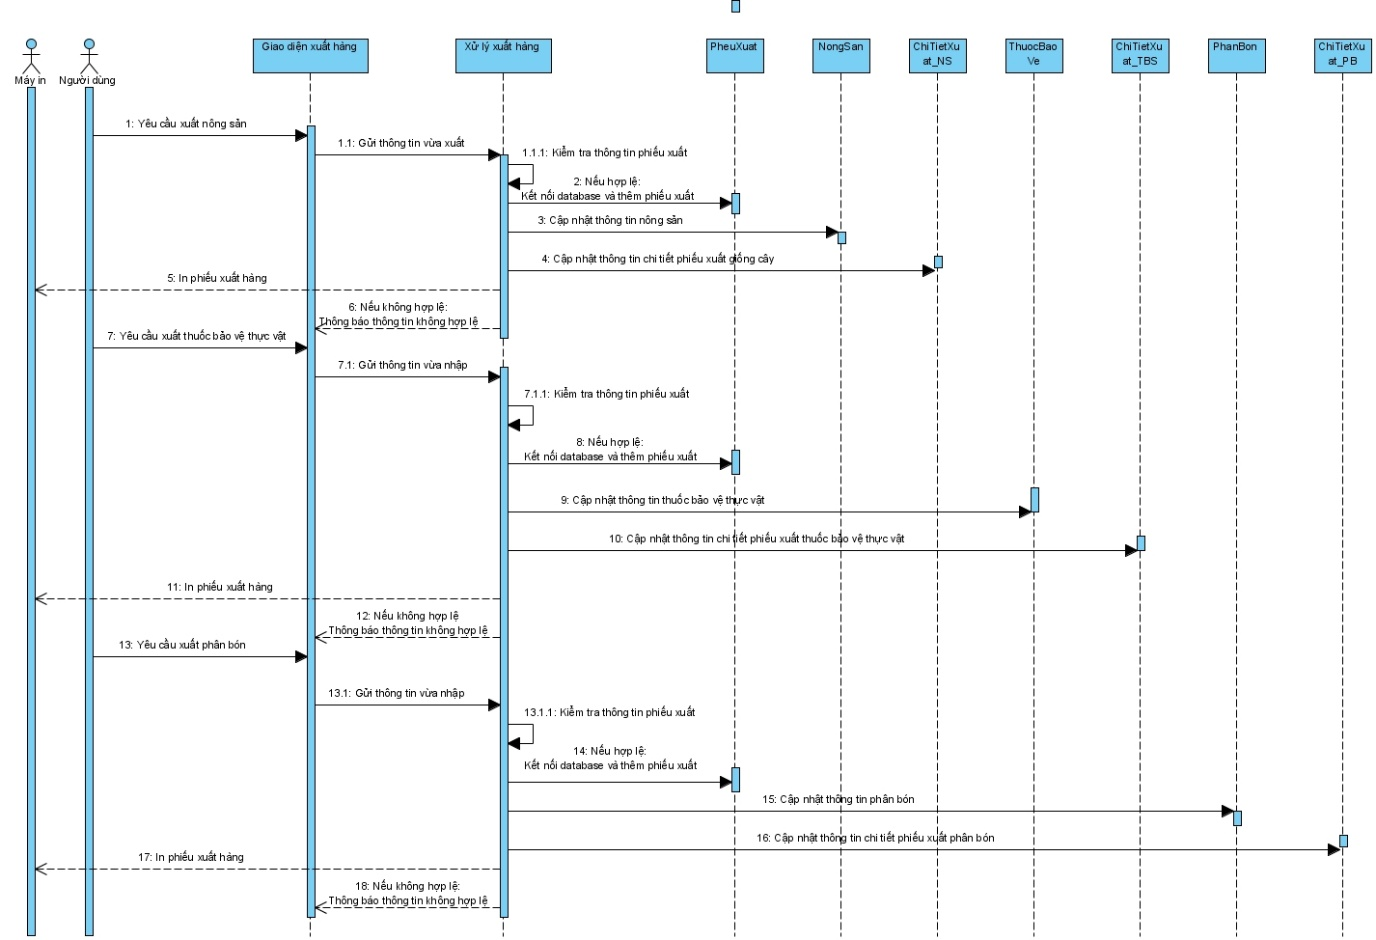 Máy in
Người dùng
Giao diện xuất hàng
Xử lý xuất hàng
PheuXuat
NongSan
ChiTietXu
at_NS
ThuocBao
Ve
ChiTietXu
at_TBS
PhanBon
ChiTietXu
at_PB
1: Yêu cầu xuất nông sản
1.1: Gửi thông tin vừa xuất
1.1.1: Kiểm tra thông tin phiếu xuất
2: Nếu hợp lệ:
Kết nối database và thêm phiếu xuất
3: Cập nhật thông tin nông sản
4: Cập nhật thông tin chi tiết phiếu xuất giống cây
5: In phiếu xuất hàng
6: Nếu không hợp lệ:
Thông báo thông tin không hợp lệ
7: Yêu cầu xuất thuốc bảo vệ thực vật
7.1: Gửi thông tin vừa nhập
7.1.1: Kiểm tra thông tin phiếu xuất
8: Nếu hợp lệ:
Kết nối database và thêm phiếu xuất
9: Cập nhật thông tin thuốc bảo vệ thực vật
10: Cập nhật thông tin chi tiết phiếu xuất thuốc bảo vệ thực vật
11: In phiếu xuất hàng
12: Nếu không hợp lệ
Thông báo thông tin không hợp lệ
13: Yêu cầu xuất phân bón
13.1: Gửi thông tin vừa nhập
13.1.1: Kiểm tra thông tin phiếu xuất
14: Nếu hợp lệ:
Kết nối database và thêm phiếu xuất
15: Cập nhật thông tin phân bón
16: Cập nhật thông tin chi tiết phiếu xuất phân bón
17: In phiếu xuất hàng
18: Nếu không hợp lệ:
Thông báo thông tin không hợp lệ